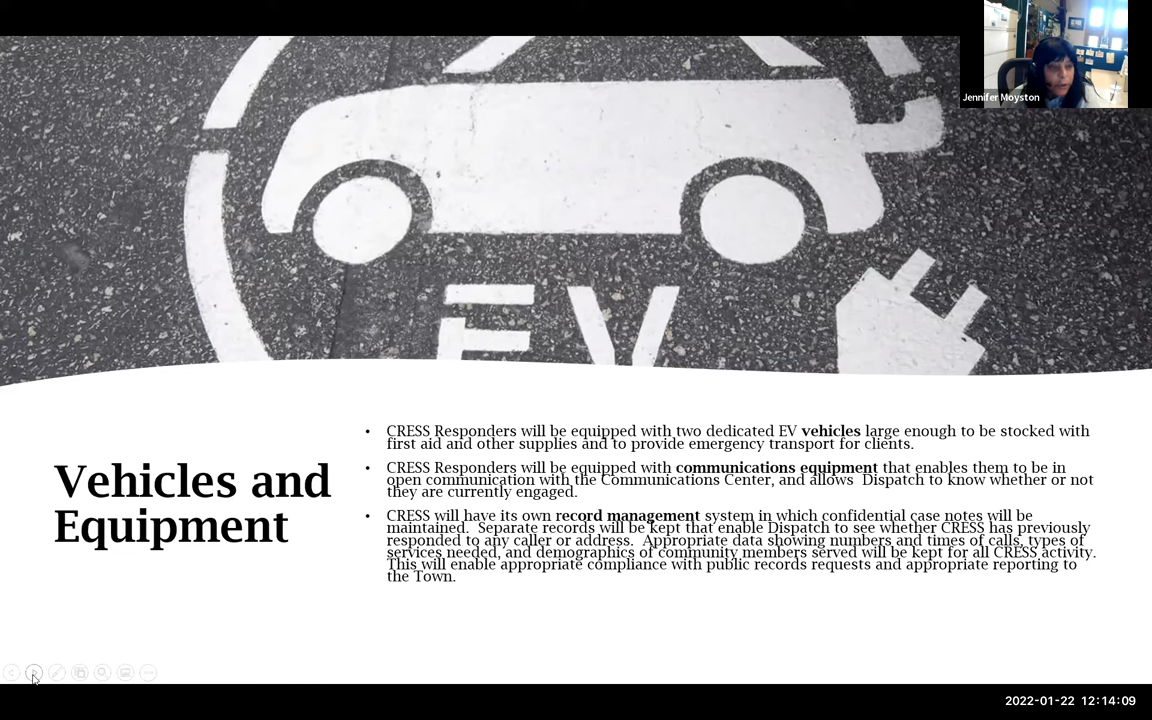 Jennifer Moyston
EV
Vehicles and
Equipment
• CRESS Responders will be equipped with two dedicated EV vehicles large enough to be stocked with
first aid and other supplies and to provide emergency transport for clients.
• CRESS Responders will be equipped with communications equipment that enables them to be in
open communication with the Communications Center, and allows  Dispatch to know whether or not
they are currently engaged.
• CRESS will have its own record management system in which confidential case notes will be
maintained.  Separate records will be kept that enable Dispatch to see whether CRESS has previously
responded to any caller or address.  Appropriate data showing numbers and times of calls, types of
services needed, and demographics of community members served will be kept for all CRESS activity.
This will enable appropriate compliance with public records requests and appropriate reporting to
the Town.
2022-01-22 12:14:09